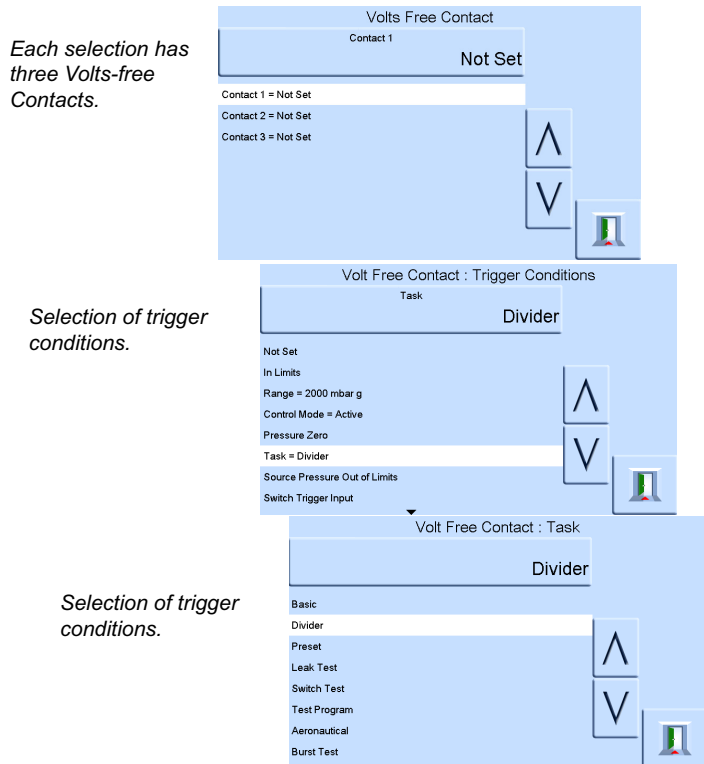 Volts Free Contact
Each selection has
three Volts-free
Contacts.
Contact 1
Not Set
Contact 1 = Not Set
Contact 2 = Not Set
Contact 3 = Not Set
Volt Free Contact : Trigger Conditions
Selection of trigger
conditions.
Task
Divider
Not Set
In Limits
Range = 2000 mbar g
Control Mode = Active
Pressure Zero
Task = Divider
Source Pressure Out of Limits
Switch Trigger Input
Volt Free Contact : Task
Divider
Selection of trigger
conditions.
Basic
Divider
Preset
Leak Test
Switch Test
Test Program
Aeronautical
Burst Test